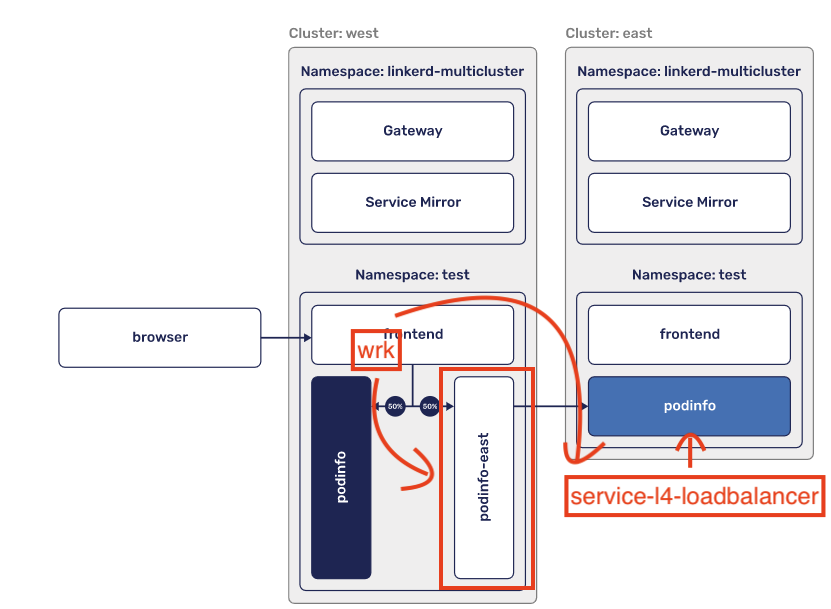 Cluster: west
Cluster: east
Namespace: linkerd-multicluster
Namespace: linkerd-multicluster
Gateway
Gateway
Service Mirror
Service Mirror
Namespace: test
Namespace: test
browser
frontend
wrk
frontend
50%
50%
podinfo
podinfo
podinfo-east
service-l4-loadbalancer